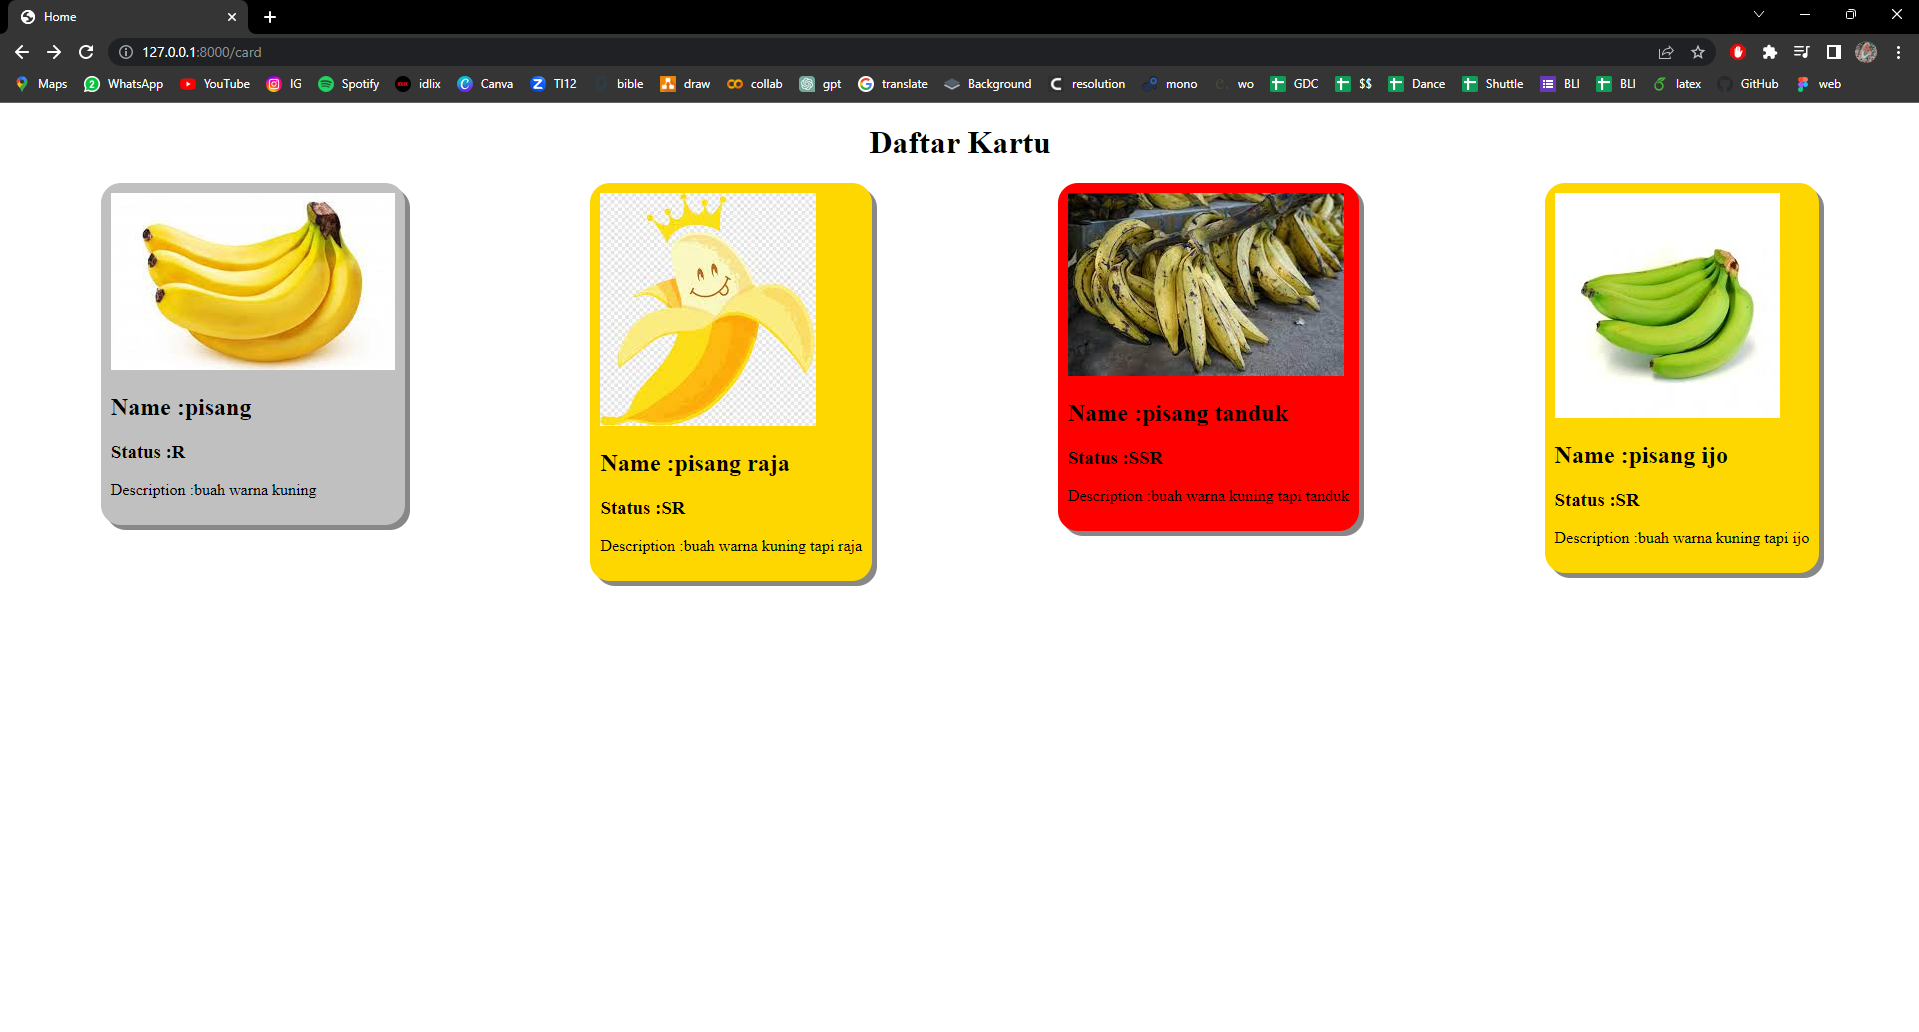 Home
127.0.0.1:8000/card
Maps WhatsApp YouTube IG Spotify idlix Canva TI12 bible draw collab gpt translate Background resolution mono wo GDC $$ Dance Shuttle BLI BLI latex GitHub web
Daftar Kartu
Name :pisang
Status :R
Description :buah warna kuning
Name :pisang raja
Status :SR
Description :buah warna kuning tapi raja
Name :pisang tanduk
Status :SSR
Description :buah warna kuning tapi tanduk
Name :pisang ijo
Status :SR
Description :buah warna kuning tapi ijo